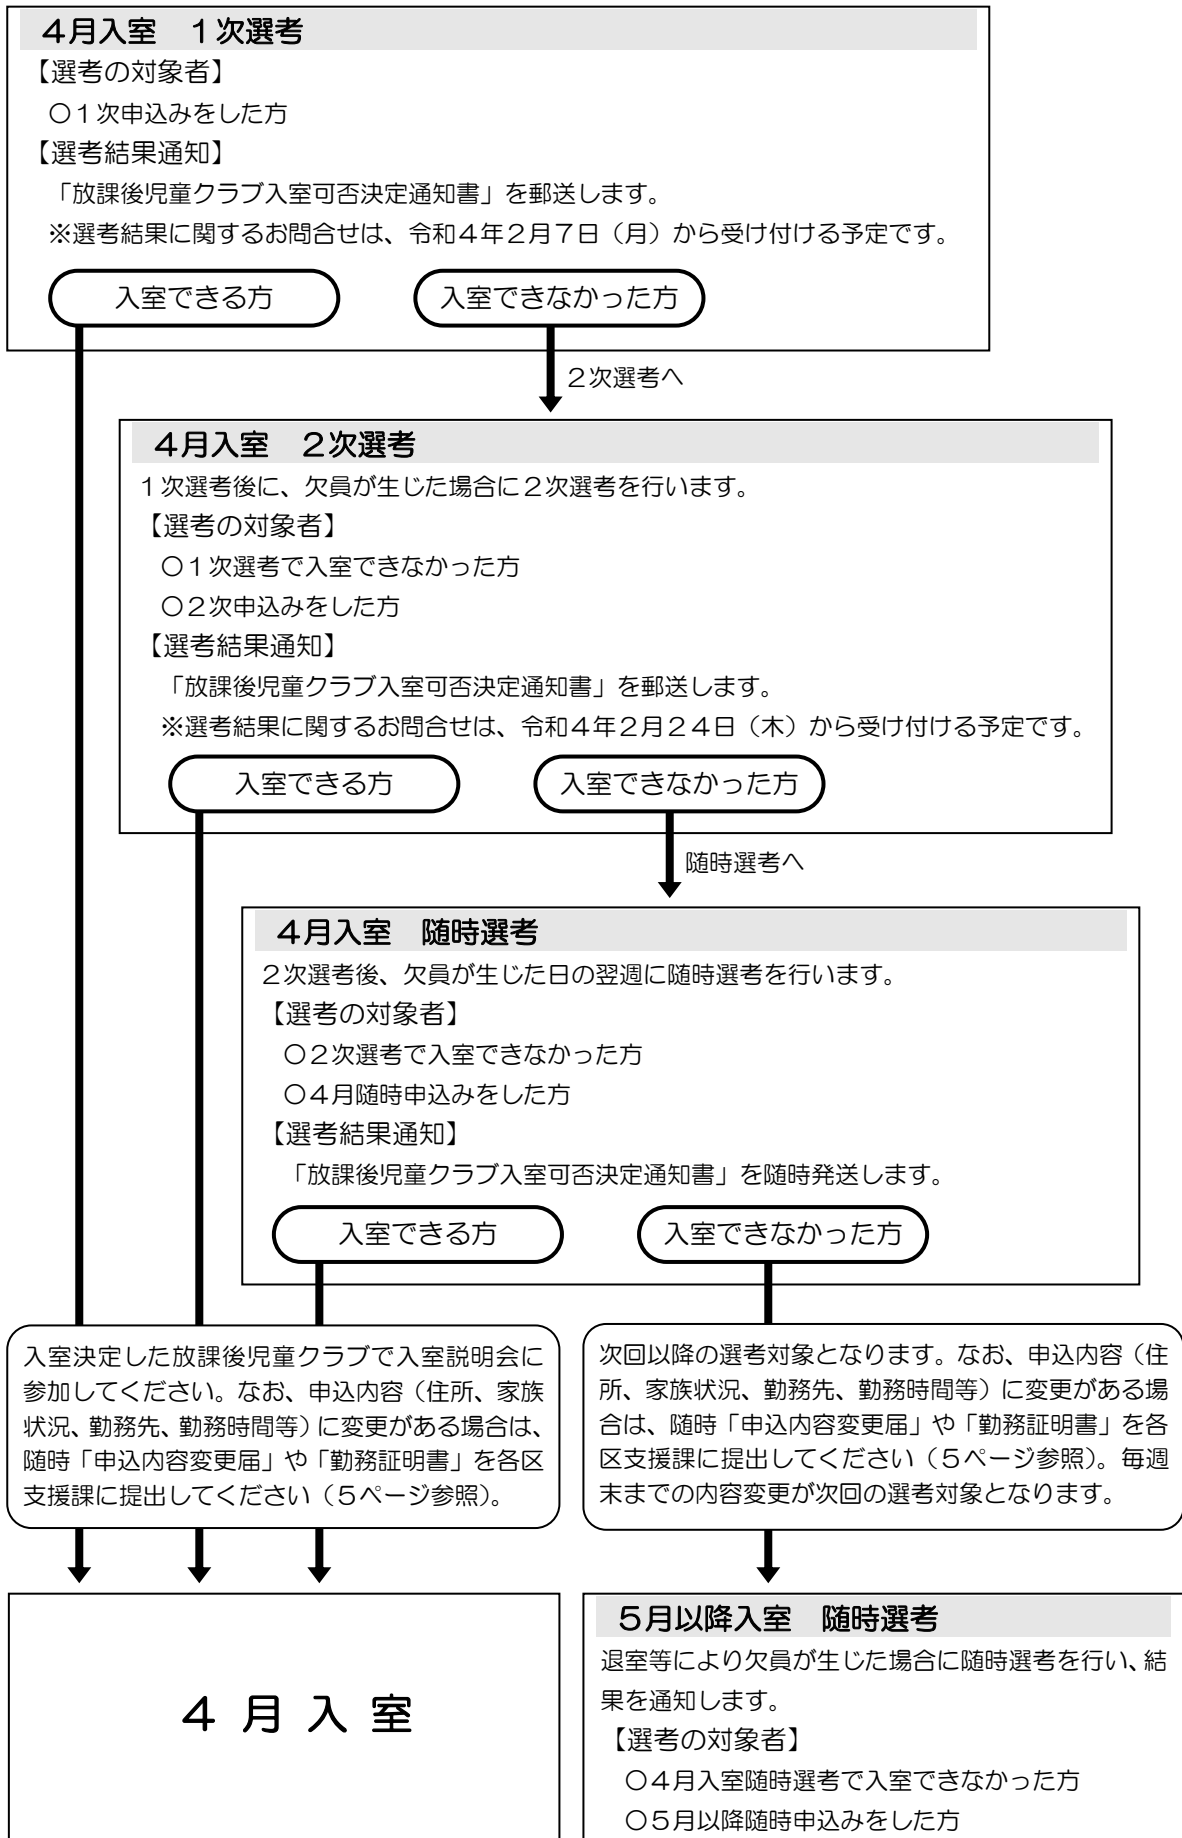 ４月入室　１次選考
【選考の対象者】
○１次申込みをした方
【選考結果通知】
「放課後児童クラブ入室可否決定通知書」を郵送します。
※選考結果に関するお問合せは、令和４年２月７日（月）から受け付ける予定です。
入室できる方
入室できなかった方
２次選考へ
４月入室　２次選考
１次選考後に、欠員が生じた場合に２次選考を行います。
【選考の対象者】
○１次選考で入室できなかった方
○２次申込みをした方
【選考結果通知】
「放課後児童クラブ入室可否決定通知書」を郵送します。
※選考結果に関するお問合せは、令和４年２月２４日（木）から受け付ける予定です。
入室できる方
入室できなかった方
随時選考へ
４月入室　随時選考
２次選考後、欠員が生じた日の翌週に随時選考を行います。
【選考の対象者】
○２次選考で入室できなかった方
○４月随時申込みをした方
【選考結果通知】
「放課後児童クラブ入室可否決定通知書」を随時発送します。
入室できる方
入室できなかった方
入室決定した放課後児童クラブで入室説明会に
参加してください。なお、申込内容（住所、家族
状況、勤務先、勤務時間等）に変更がある場合は、
随時「申込内容変更届」や「勤務証明書」を各区
支援課に提出してください（５ページ参照）。
次回以降の選考対象となります。なお、申込内容（住
所、家族状況、勤務先、勤務時間等）に変更がある場
合は、随時「申込内容変更届」や「勤務証明書」を各
区支援課に提出してください（５ページ参照）。毎週
末までの内容変更が次回の選考対象となります。
４月入室
５月以降入室　随時選考
退室等により欠員が生じた場合に随時選考を行い、結
果を通知します。
【選考の対象者】
○４月入室随時選考で入室できなかった方
○５月以降随時申込みをした方